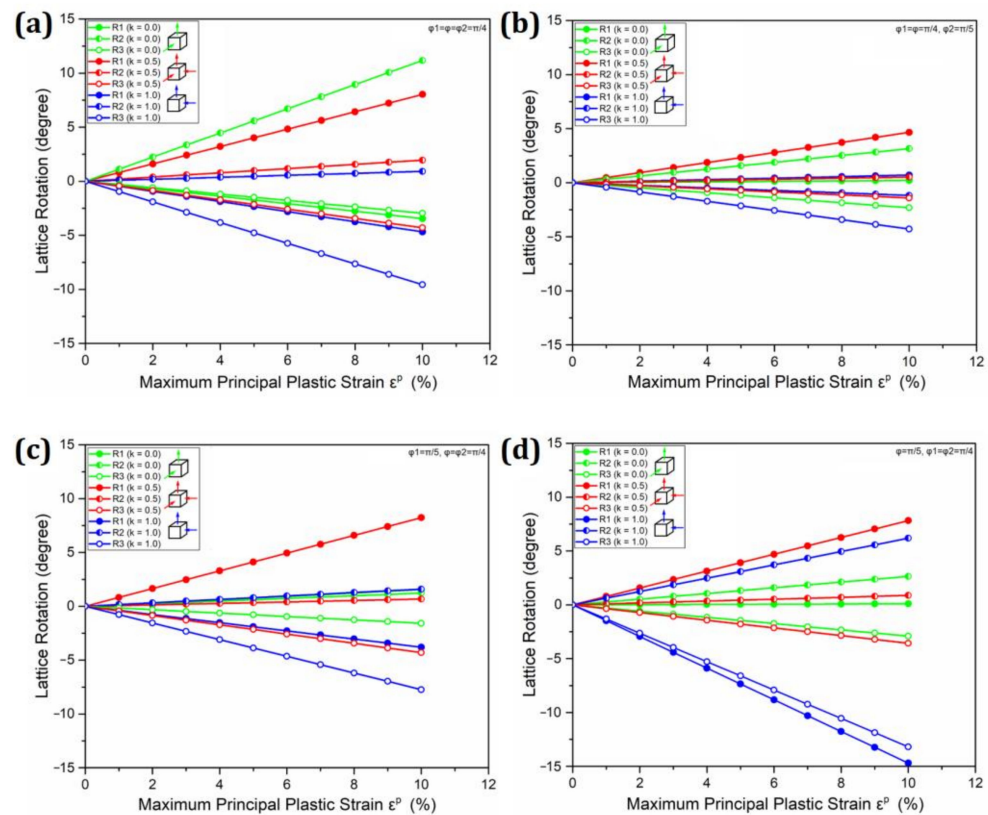 (a)
φ1=φ=φ2=π/4
R1 (k = 0.0)
R2 (k = 0.0)
R3 (k = 0.0)
R1 (k = 0.5)
R2 (k = 0.5)
R3 (k = 0.5)
R1 (k = 1.0)
R2 (k = 1.0)
R3 (k = 1.0)
15
10
5
0
−5
−10
−15
Lattice Rotation (degree)
0 2 4 6 8 10 12
Maximum Principal Plastic Strain εᵖ (%)
(b)
φ1=φ=π/4, φ2=π/5
R1 (k = 0.0)
R2 (k = 0.0)
R3 (k = 0.0)
R1 (k = 0.5)
R2 (k = 0.5)
R3 (k = 0.5)
R1 (k = 1.0)
R2 (k = 1.0)
R3 (k = 1.0)
15
10
5
0
−5
−10
−15
Lattice Rotation (degree)
0 2 4 6 8 10 12
Maximum Principal Plastic Strain εᵖ (%)
(c)
φ1=π/5, φ=φ2=π/4
R1 (k = 0.0)
R2 (k = 0.0)
R3 (k = 0.0)
R1 (k = 0.5)
R2 (k = 0.5)
R3 (k = 0.5)
R1 (k = 1.0)
R2 (k = 1.0)
R3 (k = 1.0)
15
10
5
0
−5
−10
−15
Lattice Rotation (degree)
0 2 4 6 8 10 12
Maximum Principal Plastic Strain εᵖ (%)
(d)
φ=π/5, φ1=φ2=π/4
R1 (k = 0.0)
R2 (k = 0.0)
R3 (k = 0.0)
R1 (k = 0.5)
R2 (k = 0.5)
R3 (k = 0.5)
R1 (k = 1.0)
R2 (k = 1.0)
R3 (k = 1.0)
15
10
5
0
−5
−10
−15
Lattice Rotation (degree)
0 2 4 6 8 10 12
Maximum Principal Plastic Strain εᵖ (%)